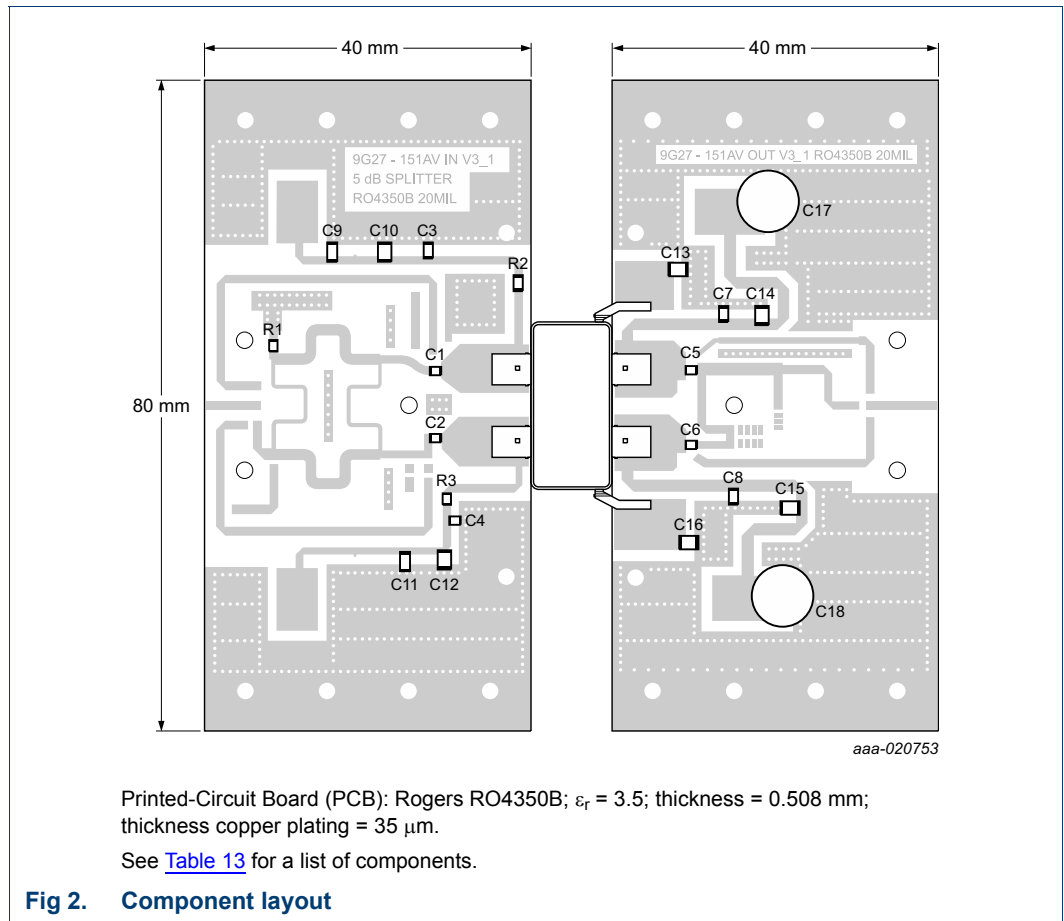 40 mm
40 mm
80 mm
9G27 - 151AV IN V3_1
5 dB SPLITTER
RO4350B 20MIL
9G27 - 151AV OUT V3_1 RO4350B 20MIL
C9
C10
C3
R2
R1
C1
C2
R3
C4
C11
C12
C17
C13
C7
C14
C5
C6
C8
C15
C16
C18
aaa-020753
Printed-Circuit Board (PCB): Rogers RO4350B; εr = 3.5; thickness = 0.508 mm;
thickness copper plating = 35 μm.
See Table 13 for a list of components.
Fig 2. Component layout